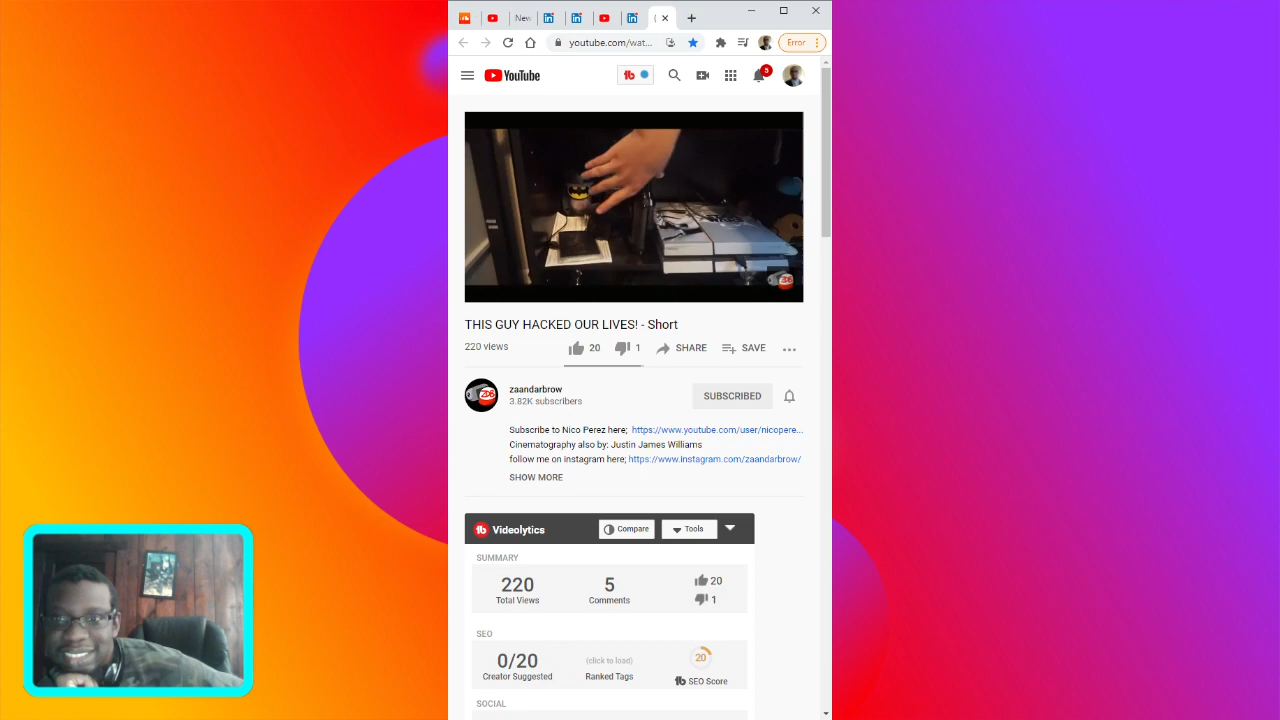 New
youtube.com/wat...
Error
YouTube
5
THIS GUY HACKED OUR LIVES! - Short
220 views
20
1
SHARE
SAVE
zaandarbrow
3.82K subscribers
SUBSCRIBED
Subscribe to Nico Perez here; https://www.youtube.com/user/nicopere...
Cinematography also by: Justin James Williams
follow me on instagram here; https://www.instagram.com/zaandarbrow/
SHOW MORE
Videolytics
Compare
Tools
SUMMARY
220
5
20
Total Views
Comments
1
SEO
0/20
(click to load)
20
Creator Suggested
Ranked Tags
SEO Score
SOCIAL